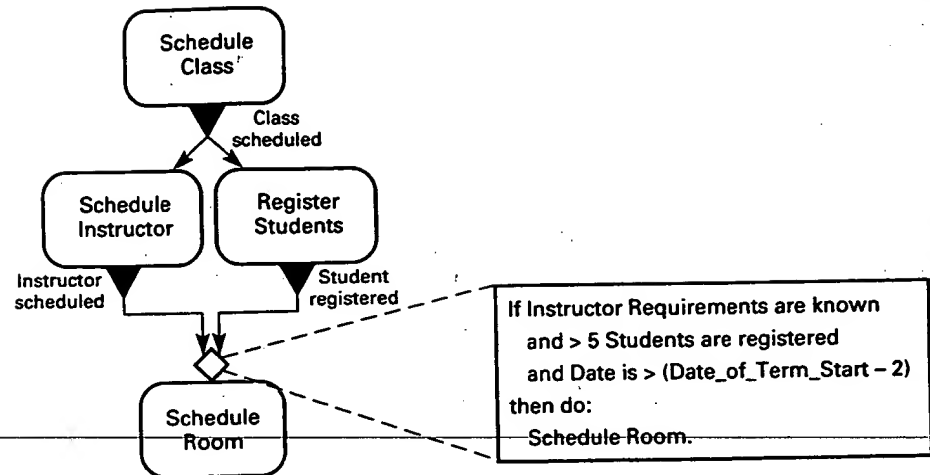 Schedule
Class
Class
scheduled
Schedule
Instructor
Register
Students
Instructor
scheduled
Student
registered
If Instructor Requirements are known
and > 5 Students are registered
and Date is > (Date_of_Term_Start – 2)
then do:
Schedule Room.
Schedule
Room